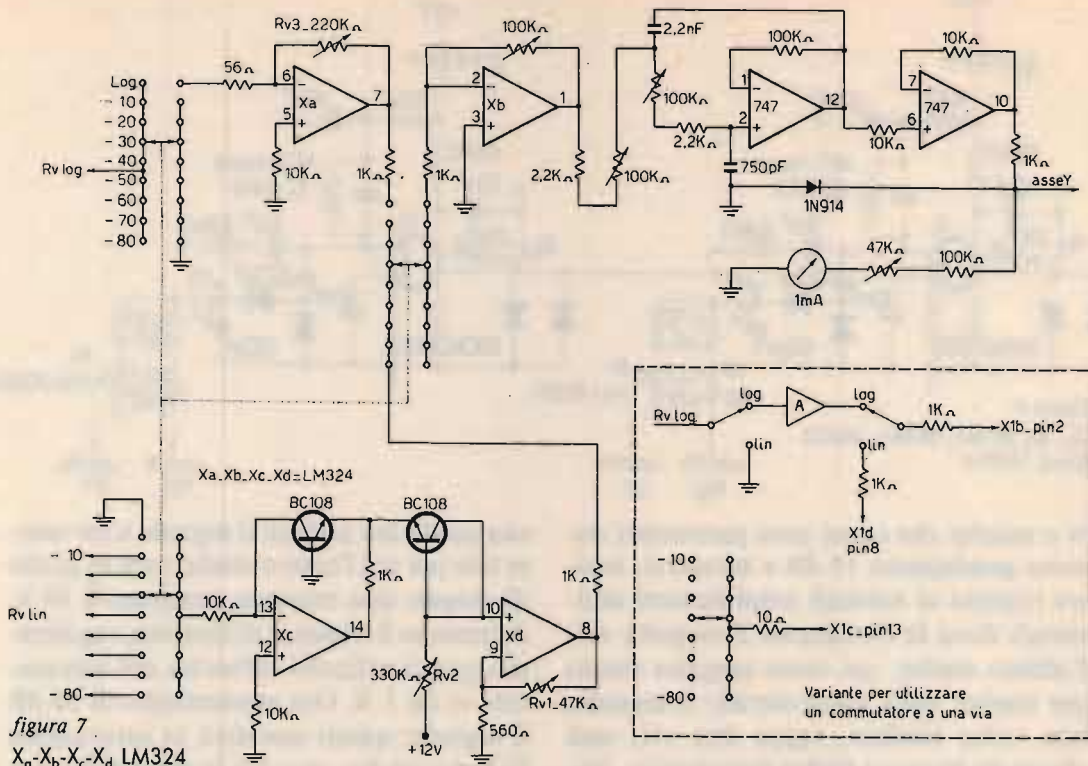 Rv3_220KΩ
56Ω
6
5
Xa
7
10KΩ
1KΩ
Log
-10
-20
-30
-40
-50
-60
-70
-80
Rv log
100KΩ
2
3
Xb
1
1KΩ
2,2KΩ
100KΩ
2,2nF
100KΩ
2,2KΩ
750pF
100KΩ
1
2
747
12
10KΩ
10KΩ
7
6
747
10
1KΩ
1N914
asseY
47KΩ
100KΩ
1mA
Xa_Xb_Xc_Xd=LM324
BC108
BC108
-10
Rv lin
-80
10KΩ
13
12
Xc
14
10KΩ
1KΩ
330KΩ
Rv2
+12V
10
9
Xd
8
560Ω
Rv1_47KΩ
1KΩ
Rv log
log
lin
A
log
lin
1KΩ
X1b_pin2
1KΩ
X1d
pin8
-10
-80
10Ω
X1c_pin13
Variante per utilizzare
un commutatore a una via
figura 7
Xa-Xb-Xc-Xd LM324